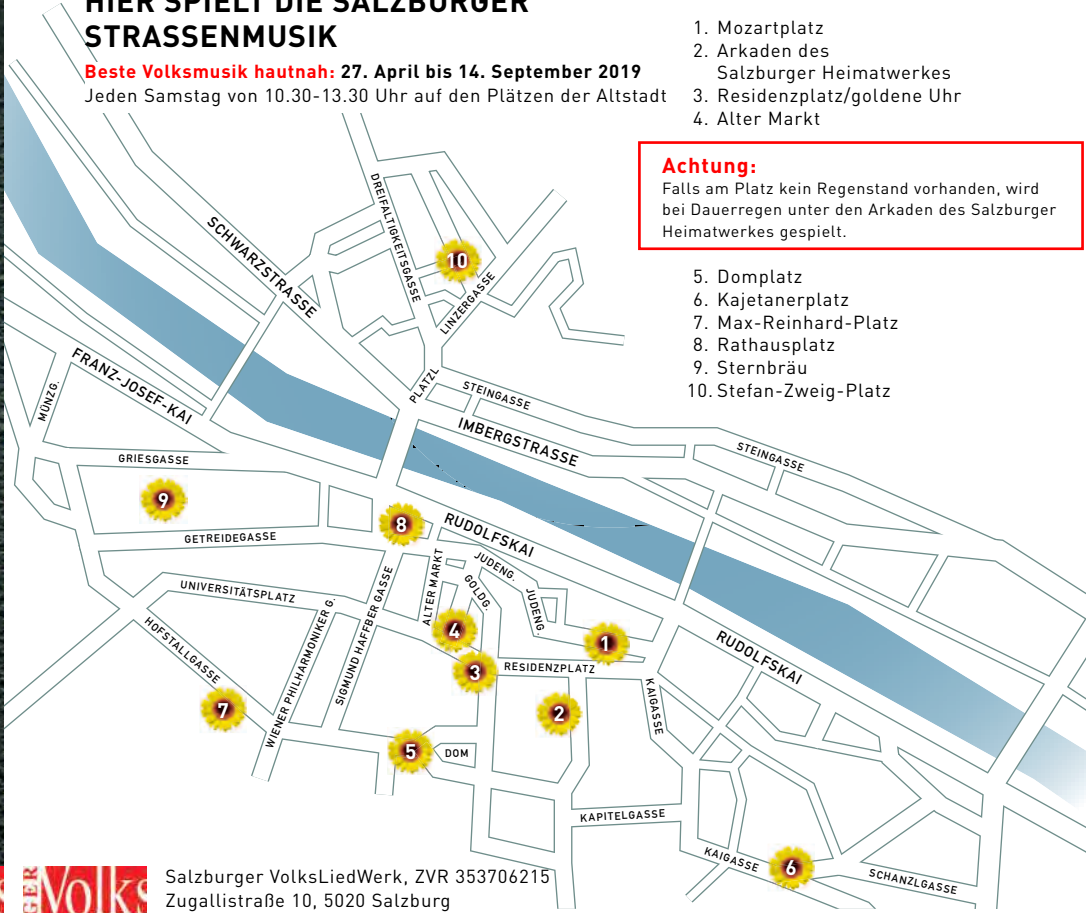 HIER SPIELT DIE SALZBURGER
STRASSENMUSIK
Beste Volksmusik hautnah: 27. April bis 14. September 2019
Jeden Samstag von 10.30-13.30 Uhr auf den Plätzen der Altstadt
1. Mozartplatz
2. Arkaden des
Salzburger Heimatwerkes
3. Residenzplatz/goldene Uhr
4. Alter Markt
Achtung:
Falls am Platz kein Regenstand vorhanden, wird
bei Dauerregen unter den Arkaden des Salzburger
Heimatwerkes gespielt.
5. Domplatz
6. Kajetanerplatz
7. Max-Reinhard-Platz
8. Rathausplatz
9. Sternbräu
10. Stefan-Zweig-Platz
DREIFALTIGKEITSGASSE
SCHWARZSTRASSE
10
LINZERGASSE
FRANZ-JOSEF-KAI
MÜNZG.
PLATZL
STEINGASSE
IMBERGSTRASSE
STEINGASSE
GRIESGASSE
9
8
RUDOLFSKAI
GETREIDEGASSE
JUDENG.
ALTER MARKT
GOLDG.
JUDENG.
UNIVERSITÄTSPLATZ
WIENER PHILHARMONIKER G.
SIGMUND HAFFBER GASSE
HOFSTALLGASSE
4
1
3
RESIDENZPLATZ
RUDOLFSKAI
KAIGASSE
7
2
5
DOM
KAPITELGASSE
KAIGASSE
6
SCHANZLGASSE
GER
Volks
Salzburger VolksLiedWerk, ZVR 353706215
Zugallistraße 10, 5020 Salzburg